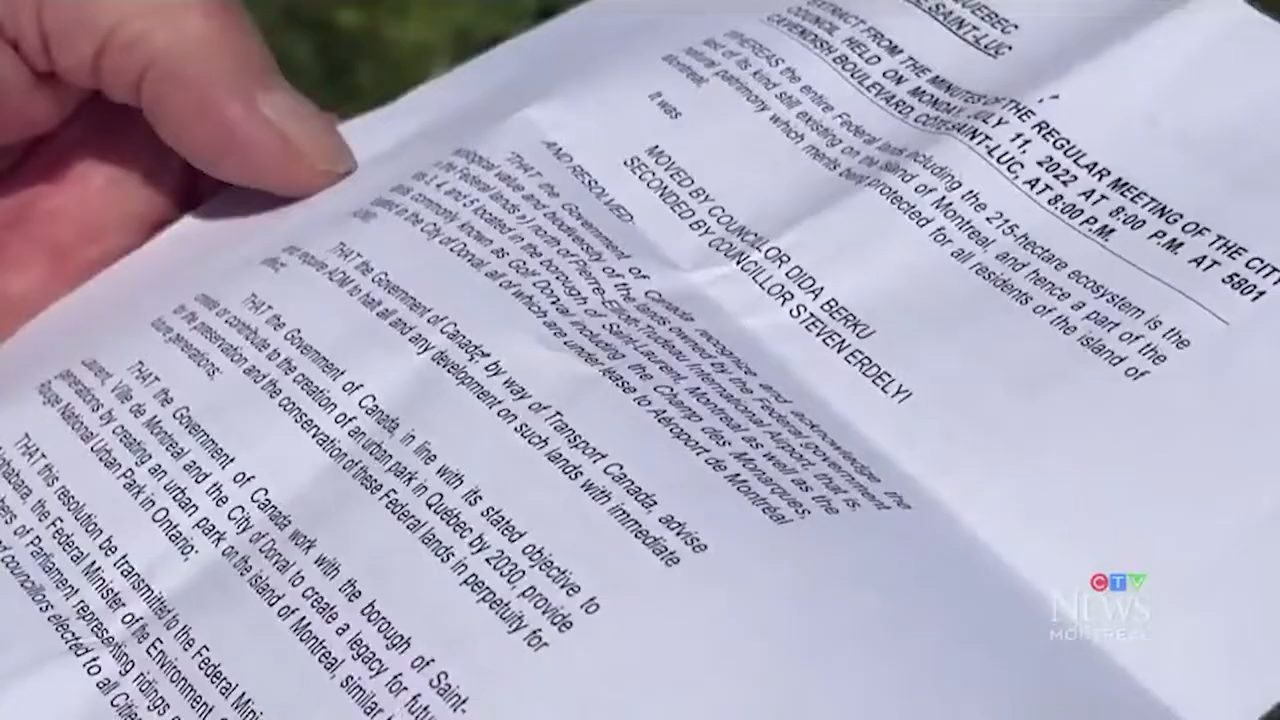 QUEBEC
SAINT-LUC
EXTRACT FROM THE MINUTES OF THE REGULAR MEETING OF THE CITY
COUNCIL HELD ON MONDAY, JULY 11, 2022 AT 8:00 P.M. AT 5801
CAVENDISH BOULEVARD, CÔTE SAINT-LUC, AT 8:00 P.M.
WHEREAS the entire Federal land including the 215-hectare ecosystem is the
last of its kind still existing on the island of Montreal, and hence a part of the
natural patrimony which merits being protected for all residents of the island of
Montreal;
It was
MOVED BY COUNCILOR DIDA BERKU
SECONDED BY COUNCILLOR STEVEN ERDELYI
AND RESOLVED:
"THAT the Government of Canada recognize and acknowledge the
ecological value and biodiversity of the lands owned by the Federal government
the Federal lands») north of Pierre-Elliot-Trudeau International Airport, that is,
4 and 5 located in the borough of Saint-Laurent, Montreal as well as the
commonly known as Golf Dorval including the Champ des Monarques,
in the City of Dorval, all of which are under lease to Aéroport de Montréal
THAT the Government of Canada, by way of Transport Canada, advise
and require ADM to halt all and any development on such lands with immediate
effect;
THAT the Government of Canada, in line with its stated objective to
create or contribute to the creation of an urban park in Québec by 2030, provide
for the preservation and the conservation of these Federal lands in perpetuity for
future generations;
THAT the Government of Canada work with the borough of Saint-
Laurent, Ville de Montreal and the City of Dorval to create a legacy for future
generations by creating an urban park on the island of Montreal, similar
Rouge National Urban Park in Ontario;
THAT this resolution be transmitted to the Federal Mini
the Federal Minister of the Environment,
of Parliament representing ridings
councillors elected to all Cities
CTV
NEWS
MONTREAL